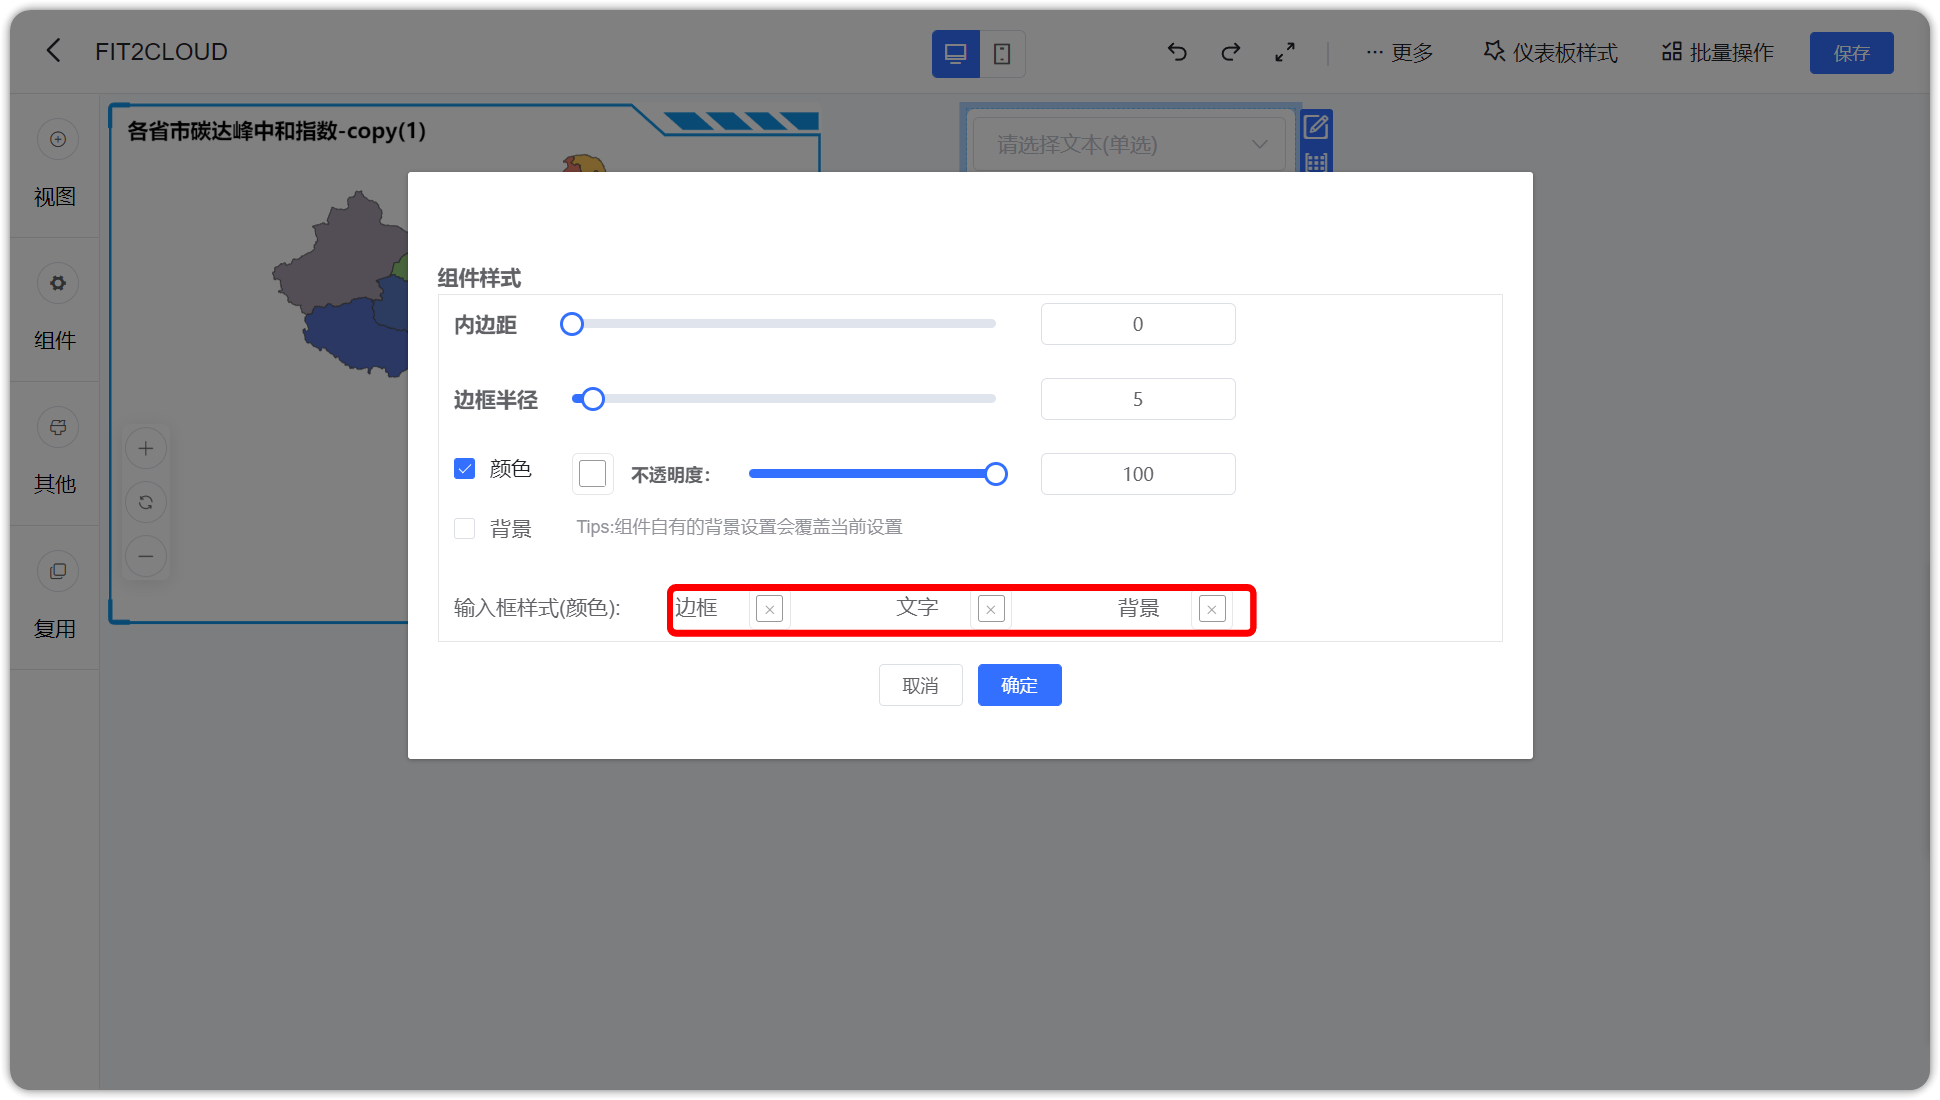 FIT2CLOUD
··· 更多
仪表板样式
批量操作
保存
视图
组件
其他
复用
各省市碳达峰中和指数-copy(1)
请选择文本(单选)
组件样式
内边距
0
边框半径
5
颜色
不透明度:
100
背景
Tips:组件自有的背景设置会覆盖当前设置
输入框样式(颜色):
边框
文字
背景
取消
确定